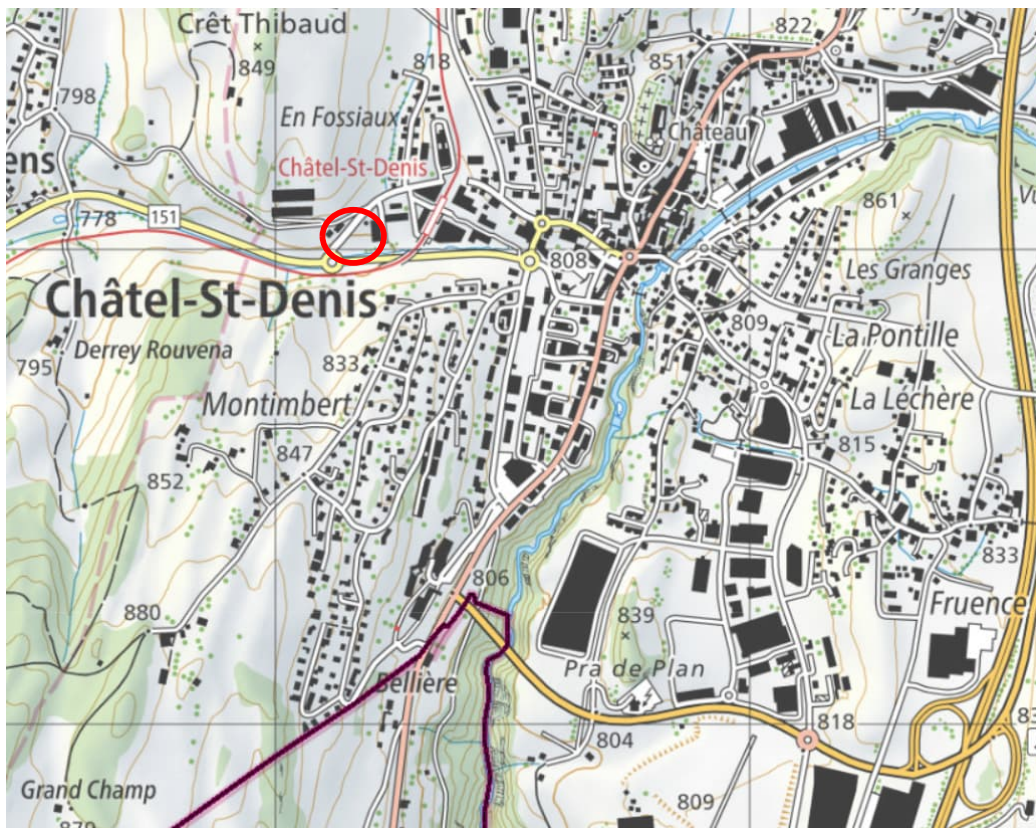 Crêt Thibaud
822
849
818
851
798
En Fossiaux
Château
ens
Châtel-St-Denis
861
151
778
808
Les Granges
Châtel-St-Denis
809
La Pontille
Derrey Rouvena
833
795
Montimbert
La Léchère
847
815
852
833
806
880
839
Fruence
Pra de Plan
Bellière
818
804
Grand Champ
809